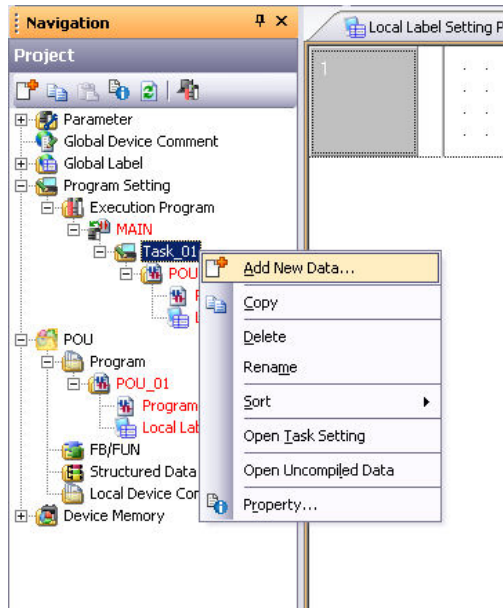 Navigation
Local Label Setting P
Project
1
Parameter
Global Device Comment
Global Label
Program Setting
Execution Program
MAIN
Task_01
Add New Data...
POU
Copy
Delete
POU
Rename
Program
POU_01
Sort
Program
Open Task Setting
Local Lab
FB/FUN
Open Uncompiled Data
Structured Data
Local Device Cor
Property...
Device Memory